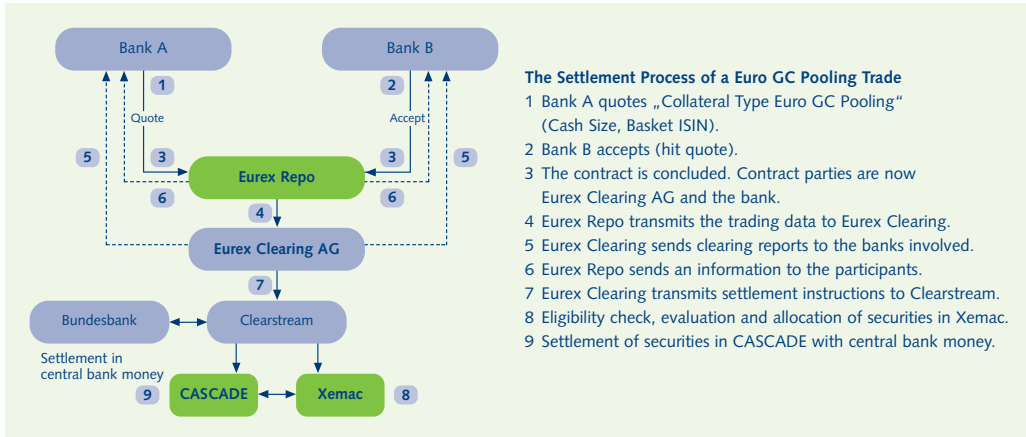 Bank A
Bank B
1
2
Quote
Accept
5
3
3
5
Eurex Repo
6
6
4
Eurex Clearing AG
7
Bundesbank
Clearstream
Settlement in
central bank money
9
CASCADE
Xemac
8
The Settlement Process of a Euro GC Pooling Trade
1 Bank A quotes „Collateral Type Euro GC Pooling“
(Cash Size, Basket ISIN).
2 Bank B accepts (hit quote).
3 The contract is concluded. Contract parties are now
Eurex Clearing AG and the bank.
4 Eurex Repo transmits the trading data to Eurex Clearing.
5 Eurex Clearing sends clearing reports to the banks involved.
6 Eurex Repo sends an information to the participants.
7 Eurex Clearing transmits settlement instructions to Clearstream.
8 Eligibility check, evaluation and allocation of securities in Xemac.
9 Settlement of securities in CASCADE with central bank money.